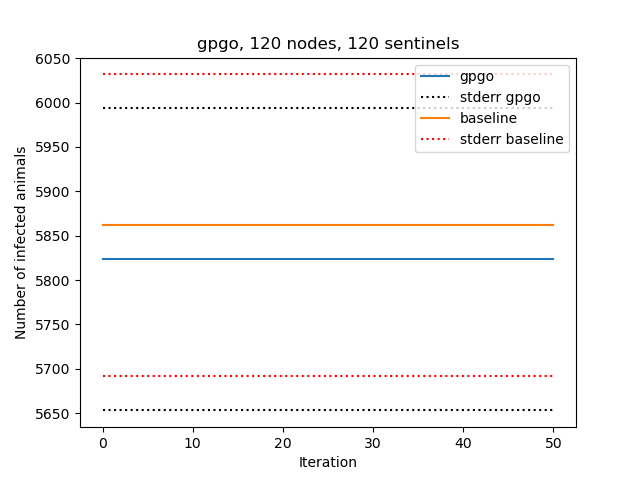 gpgo, 120 nodes, 120 sentinels
6050
6000
5950
5900
5850
5800
5750
5700
5650
Number of infected animals
gpgo
stderr gpgo
baseline
stderr baseline
0 10 20 30 40 50
Iteration